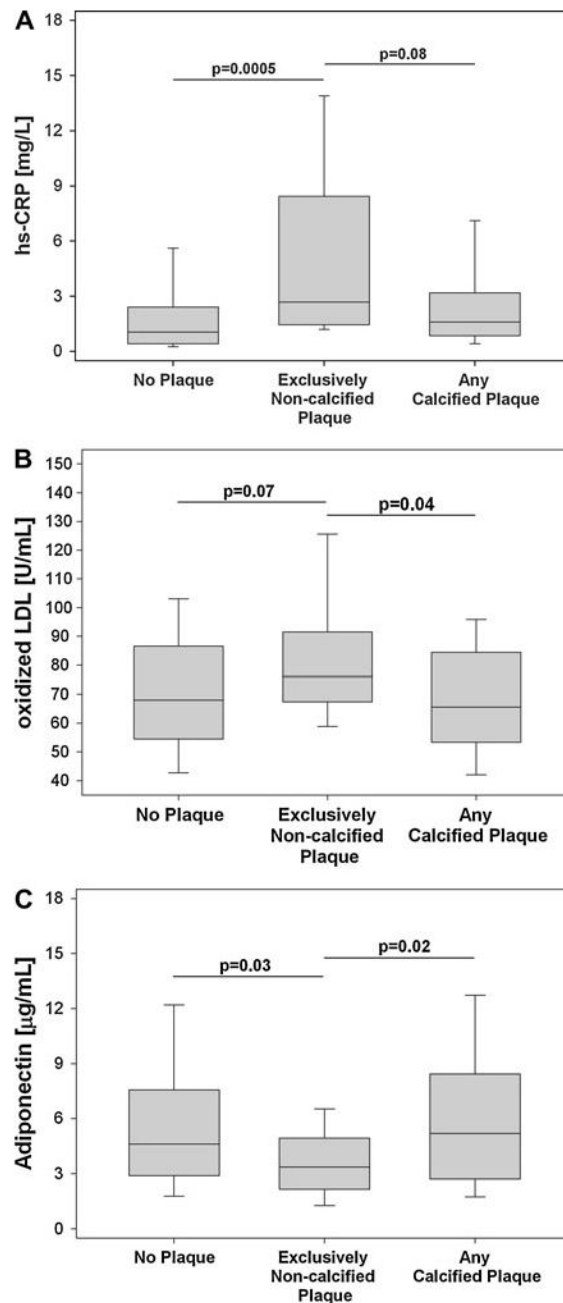 A
hs-CRP [mg/L]
18
15
12
9
6
3
0
p=0.0005
p=0.08
No Plaque
Exclusively
Non-calcified
Plaque
Any
Calcified Plaque
B
oxidized LDL [U/mL]
150
140
130
120
110
100
90
80
70
60
50
40
p=0.07
p=0.04
No Plaque
Exclusively
Non-calcified
Plaque
Any
Calcified Plaque
C
Adiponectin [µg/mL]
18
15
12
9
6
3
0
p=0.03
p=0.02
No Plaque
Exclusively
Non-calcified
Plaque
Any
Calcified Plaque